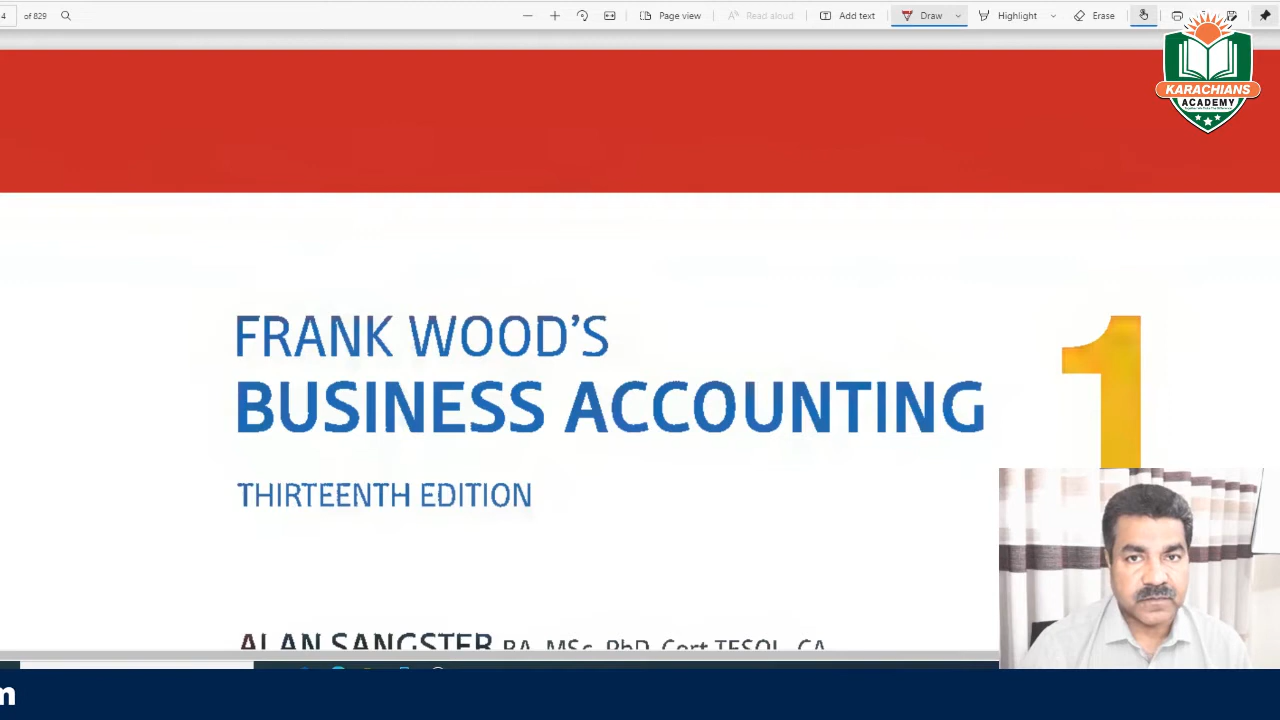 4 of 829
Page view
Read aloud
Add text
Draw
Highlight
Erase
KARACHIANS
ACADEMY
FRANK WOOD'S
BUSINESS ACCOUNTING
1
THIRTEENTH EDITION
ALAN SANGSTER BA, MSc, PhD, Cert TESOL, CA
m